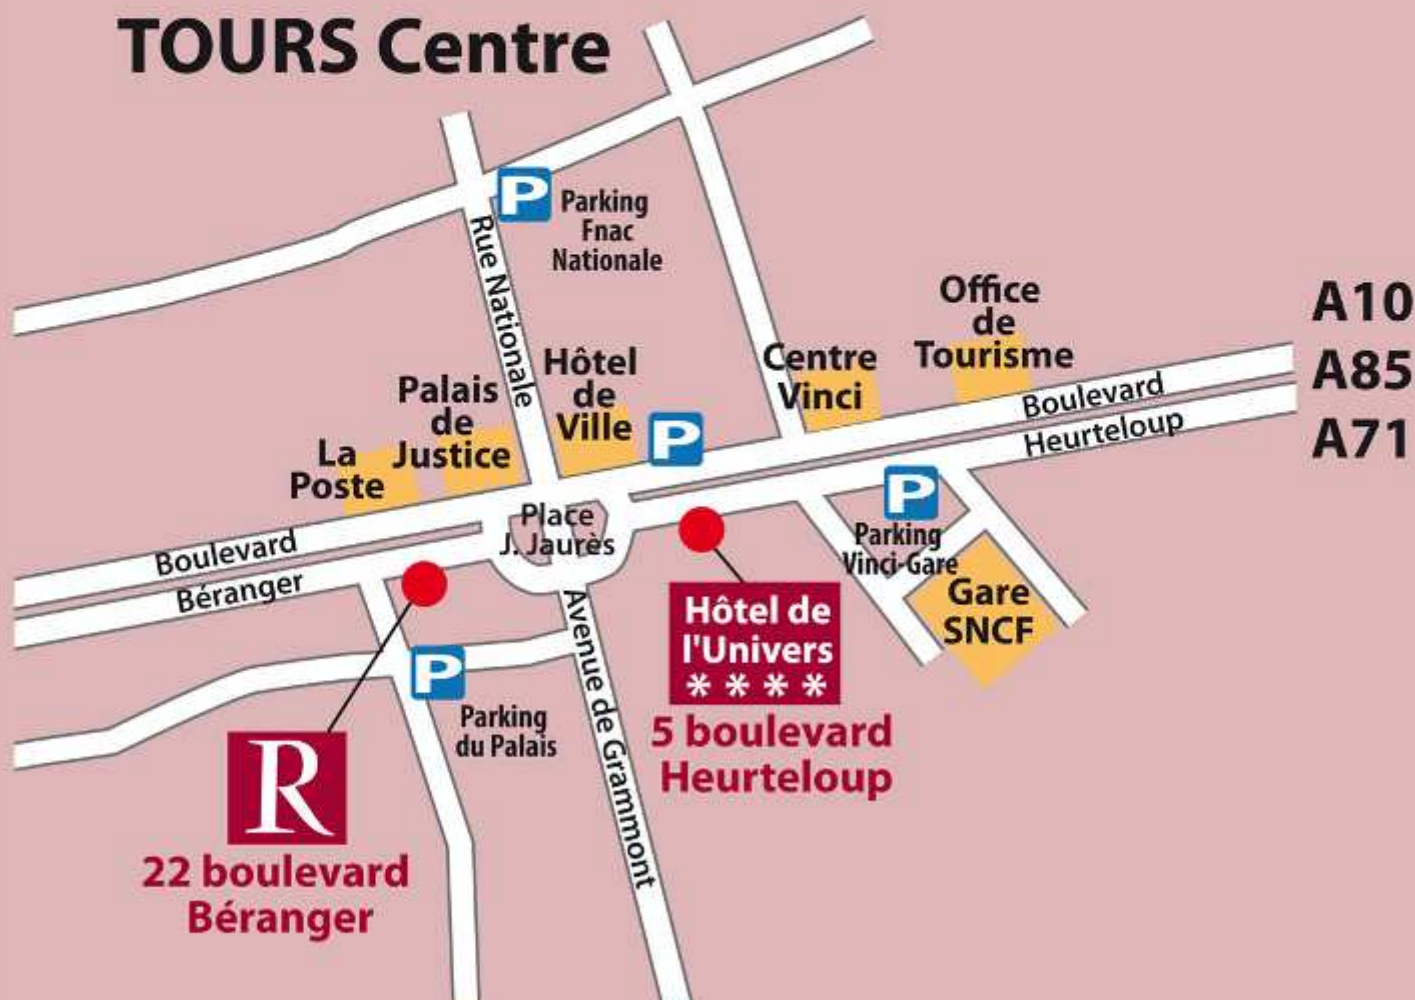 TOURS Centre
P
Parking
Fnac
Nationale
Rue Nationale
Office
de
Tourisme
A10
A85
A71
Centre
Vinci
Hôtel
de
Ville
P
Palais
de
Justice
La
Poste
Boulevard
Heurteloup
Place
J. Jaurès
Boulevard
Béranger
P
Parking
Vinci-Gare
Gare
SNCF
Hôtel de
l'Univers
****
5 boulevard
Heurteloup
Avenue de Grammont
P
Parking
du Palais
R
22 boulevard
Béranger